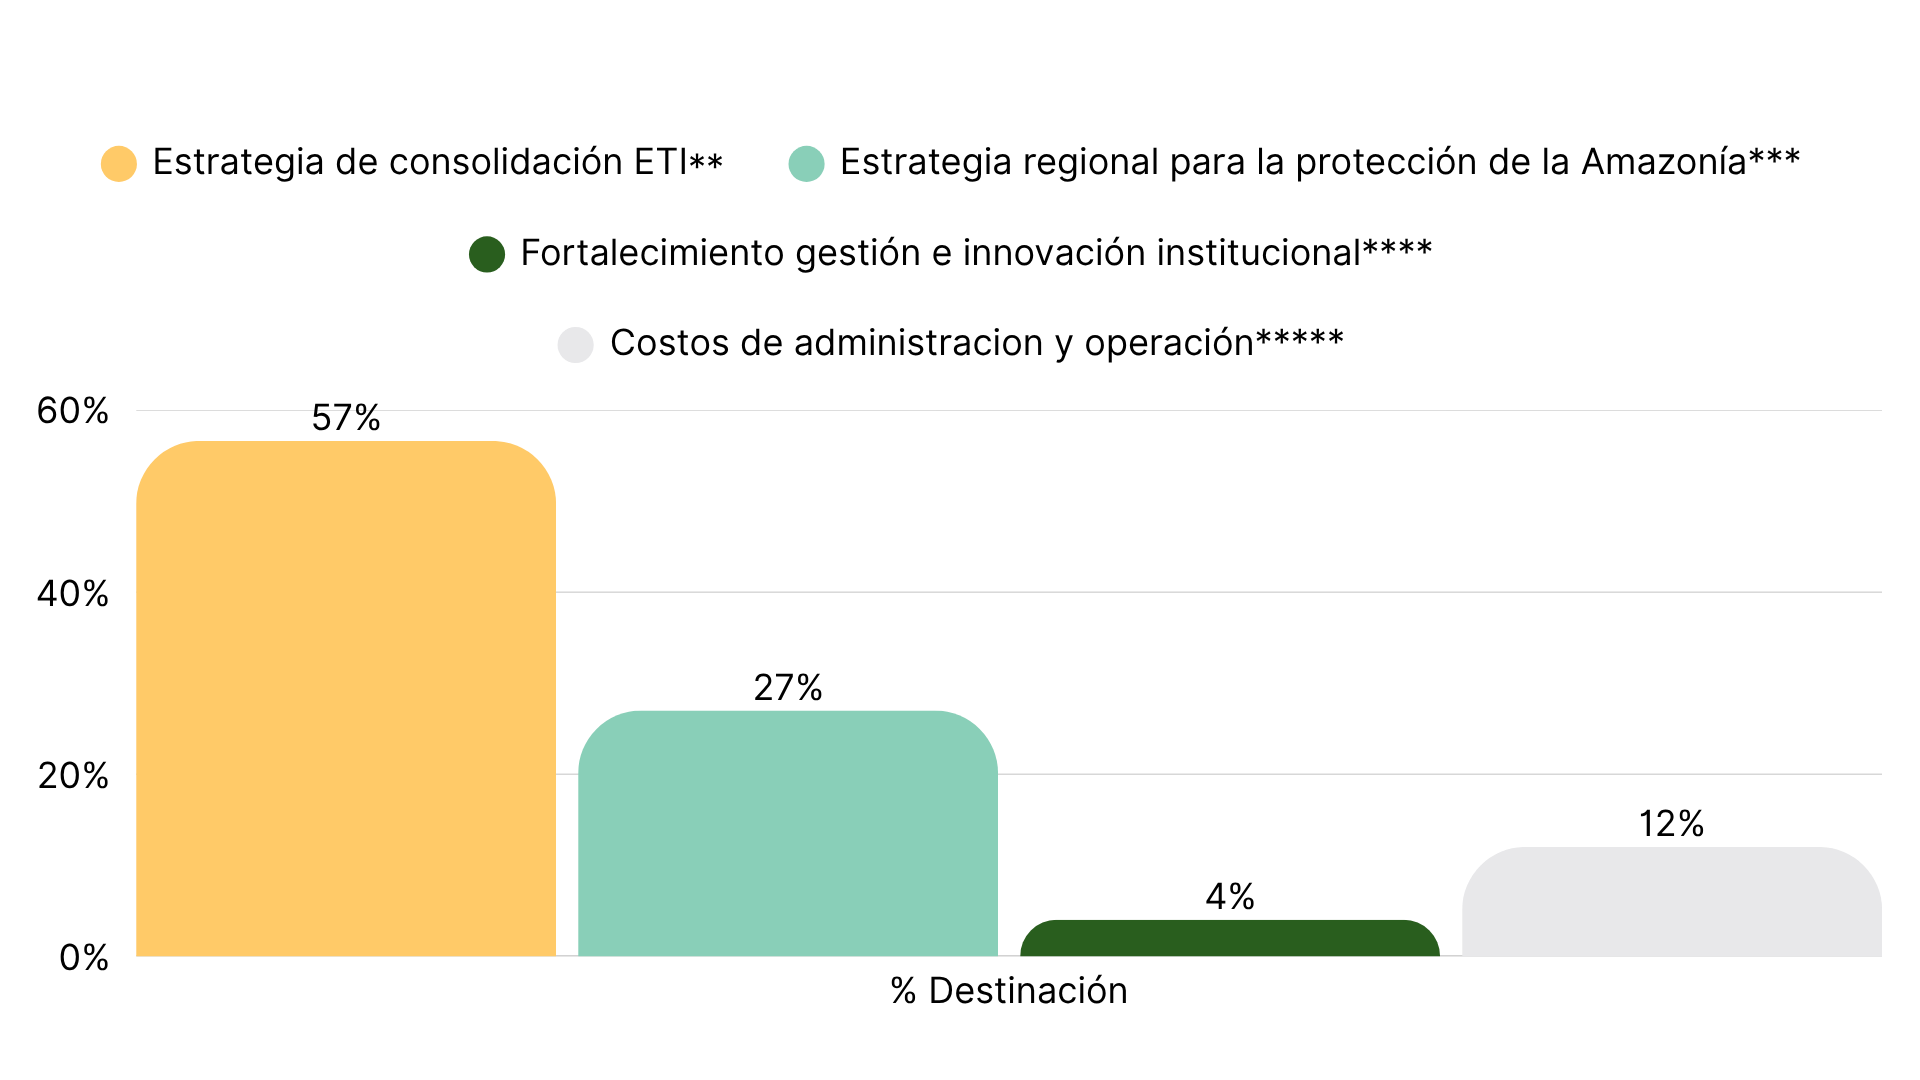 Estrategia de consolidación ETI**
Estrategia regional para la protección de la Amazonía***
Fortalecimiento gestión e innovación institucional****
Costos de administracion y operación*****
60%
57%
40%
27%
20%
12%
4%
0%
% Destinación